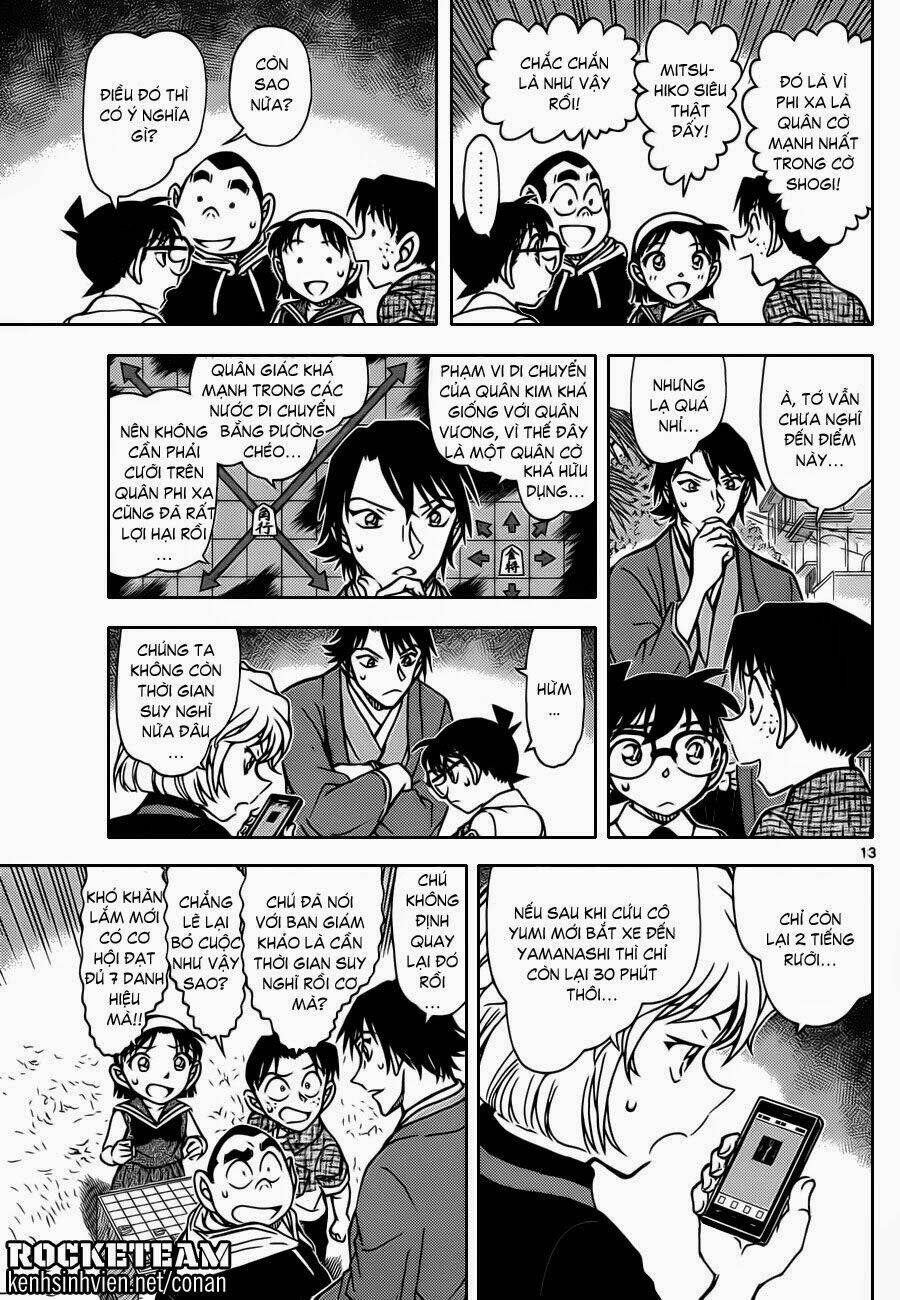 ĐÓ LÀ VÌ
PHI XA LÀ
QUÂN CỜ
MẠNH NHẤT
TRONG CỜ
SHOGI!
MITSU-
HIKO SIÊU
THẬT
ĐẤY!
CHẮC CHẮN
LÀ NHƯ VẬY
RỒI!
......
CÒN
SAO
NỮA?
ĐIỀU ĐÓ THÌ
CÓ Ý NGHĨA
GÌ?
À, TỚ VẪN
CHƯA NGHĨ
ĐẾN ĐIỂM
NÀY...
NHƯNG
LẠ QUÁ
NHỈ...
PHẠM VI DI CHUYỂN
CỦA QUÂN KIM KHÁ
GIỐNG VỚI QUÂN
VƯƠNG, VÌ THẾ ĐÂY
LÀ MỘT QUÂN CỜ
KHÁ HỮU
DỤNG...
金将
QUÂN GIÁC KHÁ
MẠNH TRONG CÁC
NƯỚC DI CHUYỂN
BẰNG ĐƯỜNG
CHÉO...
角行
NÊN KHÔNG
CẦN PHẢI
CƯỠI TRÊN
QUÂN PHI XA
CŨNG ĐÃ RẤT
LỢI HẠI RỒI
...
HỪM
...
CHÚNG TA
KHÔNG CÒN
THỜI GIAN
SUY NGHĨ
NỮA ĐÂU
...
13
CHỈ CÒN
LẠI 2 TIẾNG
RƯỠI...
NẾU SAU KHI CỨU CÔ
YUMI MỚI BẮT XE ĐẾN
YAMANASHI THÌ CHỈ
CÒN LẠI 30 PHÚT
THÔI...
CHÚ
KHÔNG
ĐỊNH
QUAY
LẠI ĐÓ
RỒI
...
CHÚ ĐÃ NÓI
VỚI BAN GIÁM
KHẢO LÀ CẦN
THỜI GIAN SUY
NGHĨ RỒI CƠ
MÀ?
CHẲNG
LẼ LẠI
BỎ CUỘC
NHƯ VẬY
SAO?
KHÓ KHĂN
LẮM MỚI
CÓ CƠ
HỘI ĐẠT
ĐỦ 7 DANH
HIỆU
MÀ!!
ROCKETEAM
kenhsinhvien.net/conan